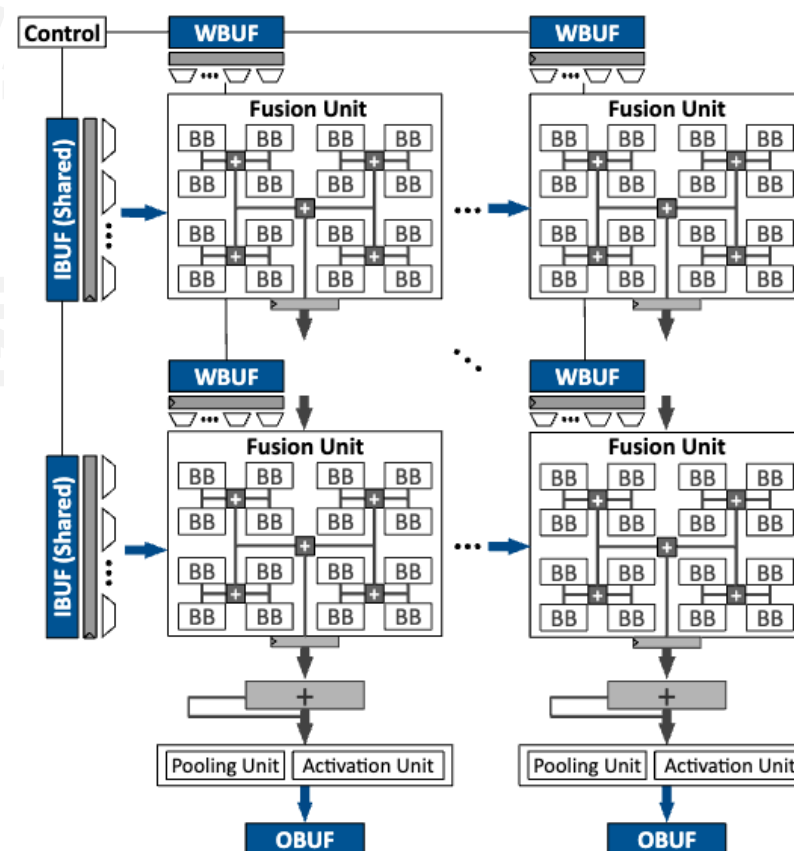 Control
WBUF
WBUF
•••
•••
IBUF (Shared)
Fusion Unit
Fusion Unit
BB BB BB BB
BB BB BB BB
+ + + +
BB BB BB BB
BB BB BB BB
+ +
BB BB BB BB
BB BB BB BB
+ + + +
BB BB BB BB
BB BB BB BB
WBUF
WBUF
IBUF (Shared)
Fusion Unit
Fusion Unit
BB BB BB BB
BB BB BB BB
+ + + +
BB BB BB BB
BB BB BB BB
+ +
BB BB BB BB
BB BB BB BB
+ + + +
BB BB BB BB
BB BB BB BB
+
+
Pooling Unit Activation Unit
Pooling Unit Activation Unit
OBUF
OBUF